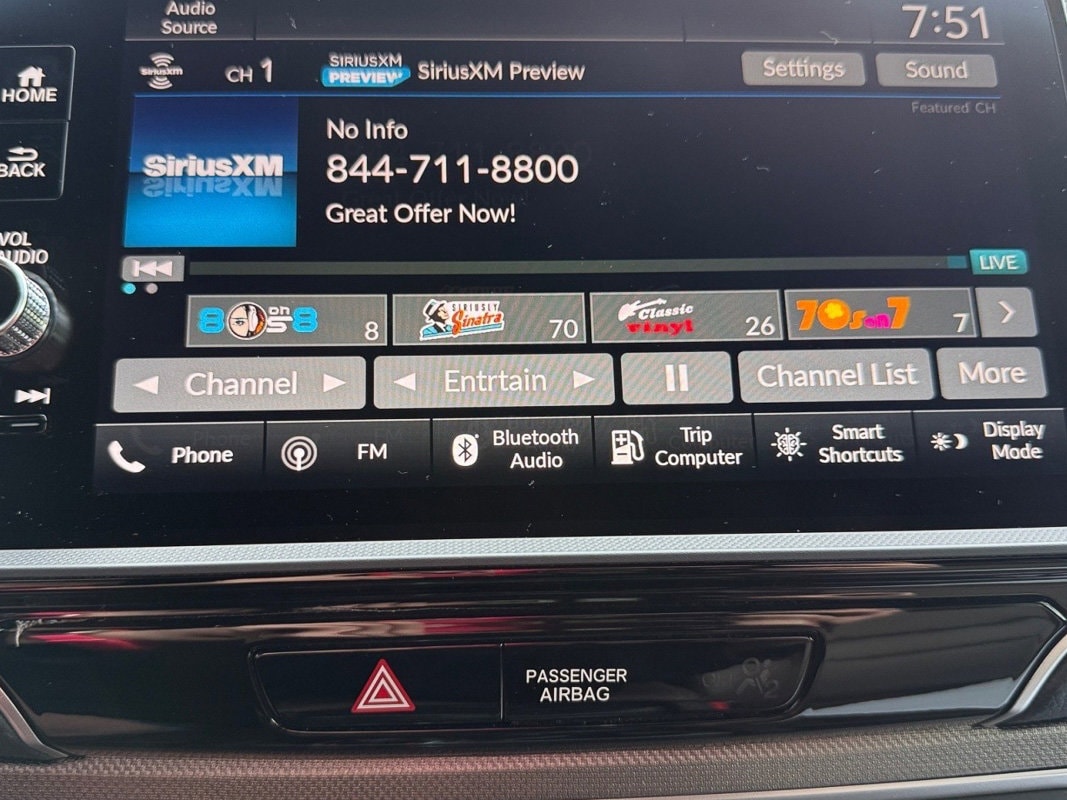 Audio
Source
7:51
HOME
SiriusXM
CH 1
SIRIUSXM
PREVIEW
SiriusXM Preview
Settings
Sound
Featured CH
BACK
SiriusXM
No Info
844-711-8800
Great Offer Now!
VOL
AUDIO
LIVE
80s on 8
8
SIRIUSLY
Sinatra
70
Classic
vinyl
26
70s on 7
7
Channel
Entrtain
Channel List
More
Phone
FM
Bluetooth
Audio
Trip
Computer
Smart
Shortcuts
Display
Mode
PASSENGER
AIRBAG